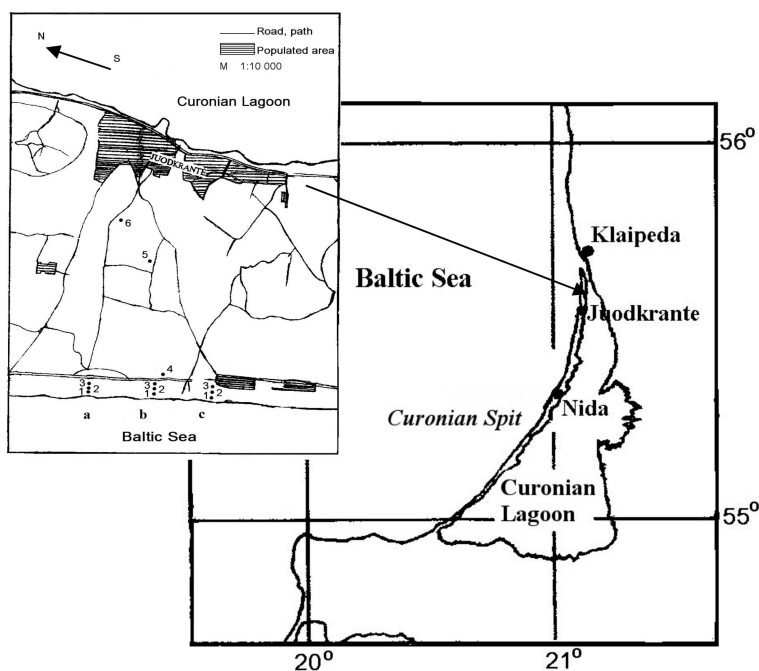 N
S
Road, path
Populated area
M 1:10 000
Curonian Lagoon
JUODKRANTE
6
5
4
3
1 2
3
1 2
3
1 2
a b c
Baltic Sea
56°
Klaipeda
Baltic Sea
Juodkrante
Nida
Curonian Spit
Curonian
Lagoon
55°
20° 21°